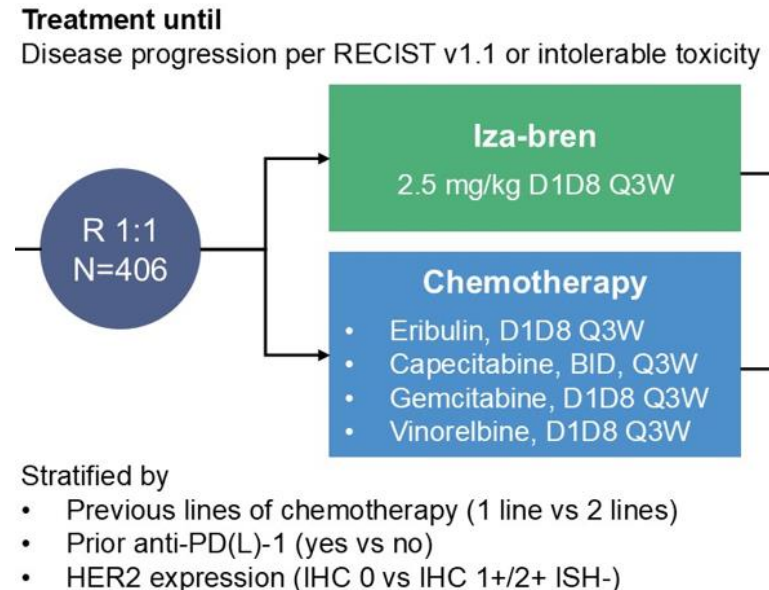 Treatment until
Disease progression per RECIST v1.1 or intolerable toxicity
R 1:1
N=406
Iza-bren
2.5 mg/kg D1D8 Q3W
Chemotherapy
• Eribulin, D1D8 Q3W
• Capecitabine, BID, Q3W
• Gemcitabine, D1D8 Q3W
• Vinorelbine, D1D8 Q3W
Stratified by
• Previous lines of chemotherapy (1 line vs 2 lines)
• Prior anti-PD(L)-1 (yes vs no)
• HER2 expression (IHC 0 vs IHC 1+/2+ ISH-)